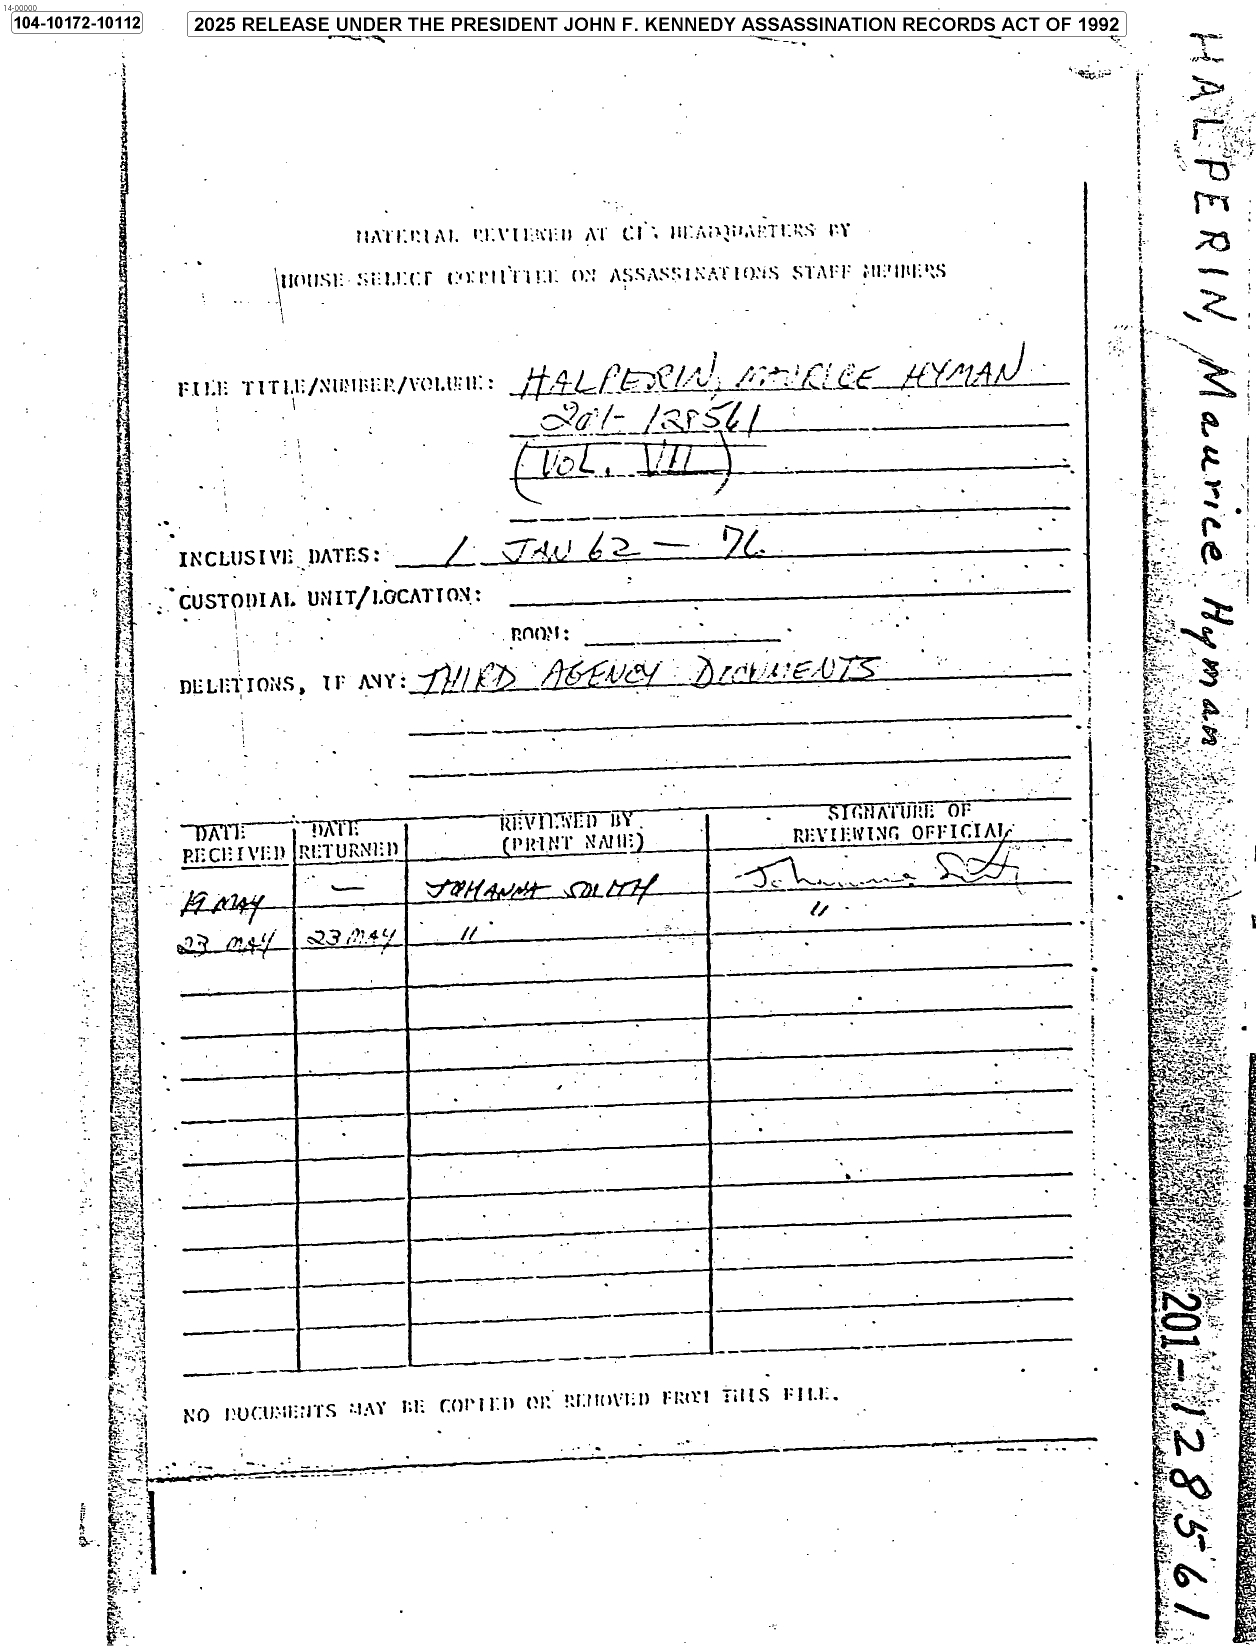 14-00000
104-10172-10112
2025 RELEASE UNDER THE PRESIDENT JOHN F. KENNEDY ASSASSINATION RECORDS ACT OF 1992
MATERIAL REVIEWED AT CIA HEADQUARTERS BY
HOUSE SELECT COMMITTEE ON ASSASSINATIONS STAFF MEMBERS
FILE TITLE/NUMBER/VOLUME: HALPERIN, MAURICE HYMAN
201-128561
(VOL. VII)
INCLUSIVE DATES: 1 JAN 62 — 76
CUSTODIAL UNIT/LOCATION:
ROOM:
DELETIONS, IF ANY: THIRD AGENCY DOCUMENTS
DATE RECEIVED | DATE RETURNED | REVIEWED BY (PRINT NAME) | SIGNATURE OF REVIEWING OFFICIAL
19 MAY | — | JOHANNA SMITH | Johanna Smith
23 MAY | 23 MAY | " | "
NO DOCUMENTS MAY BE COPIED OR REMOVED FROM THIS FILE.
HALPERIN, Maurice Hyman
201-128561